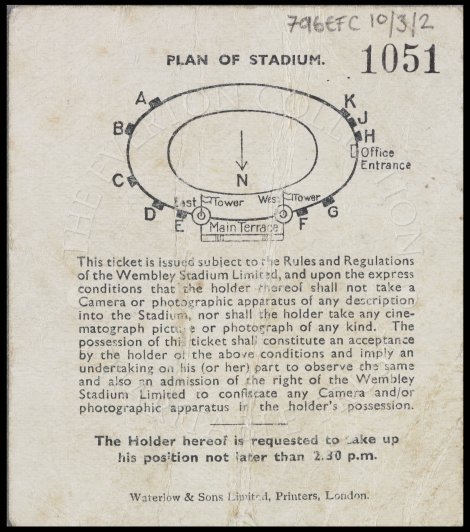 796EFC 10/3/2
PLAN OF STADIUM.
1051
A
B
C
D
E
K
J
H
Office
Entrance
N
East Tower
West Tower
Main Terrace
F
G
This ticket is issued subject to the Rules and Regulations
of the Wembley Stadium Limited, and upon the express
conditions that the holder thereof shall not take a
Camera or photographic apparatus of any description
into the Stadium, nor shall the holder take any cine-
matograph picture or photograph of any kind. The
possession of this ticket shall constitute an acceptance
by the holder of the above conditions and imply an
undertaking on his (or her) part to observe the same
and also an admission of the right of the Wembley
Stadium Limited to confiscate any Camera and/or
photographic apparatus in the holder's possession.
The Holder hereof is requested to take up
his position not later than 2.30 p.m.
Waterlow & Sons Limited, Printers, London.